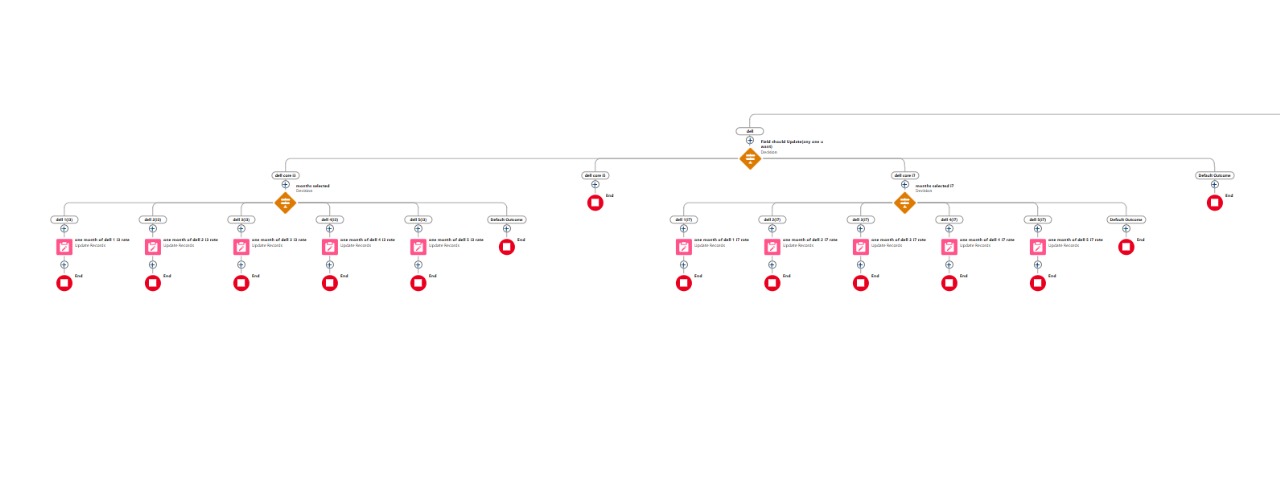 dell
Field should Update(any one u
want)
Decision
dell core i3
dell core i5
dell core i7
Default Outcome
months selected
Decision
End
months selected i7
Decision
End
dell 1(i3)
dell 2(i3)
dell 3(i3)
dell 4(i3)
dell 5(i3)
Default Outcome
dell 1(i7)
dell 2(i7)
dell 3(i7)
dell 4(i7)
dell 5(i7)
Default Outcome
one month of dell 1 i3 rate
Update Records
one month of dell 2 i3 rate
Update Records
one month of dell 3 i3 rate
Update Records
one month of dell 4 i3 rate
Update Records
one month of dell 5 i3 rate
Update Records
End
one month of dell 1 i7 rate
Update Records
one month of dell 2 i7 rate
Update Records
one month of dell 3 i7 rate
Update Records
one month of dell 4 i7 rate
Update Records
one month of dell 5 i7 rate
Update Records
End
End
End
End
End
End
End
End
End
End
End